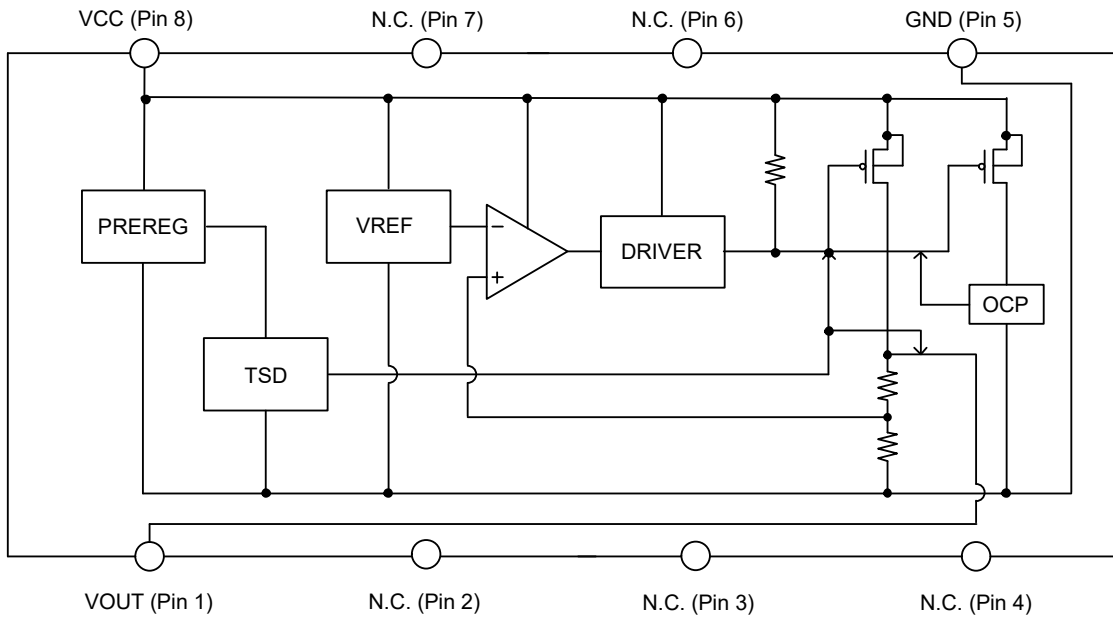 VCC (Pin 8)
N.C. (Pin 7)
N.C. (Pin 6)
GND (Pin 5)
PREREG
VREF
−
+
DRIVER
OCP
TSD
VOUT (Pin 1)
N.C. (Pin 2)
N.C. (Pin 3)
N.C. (Pin 4)